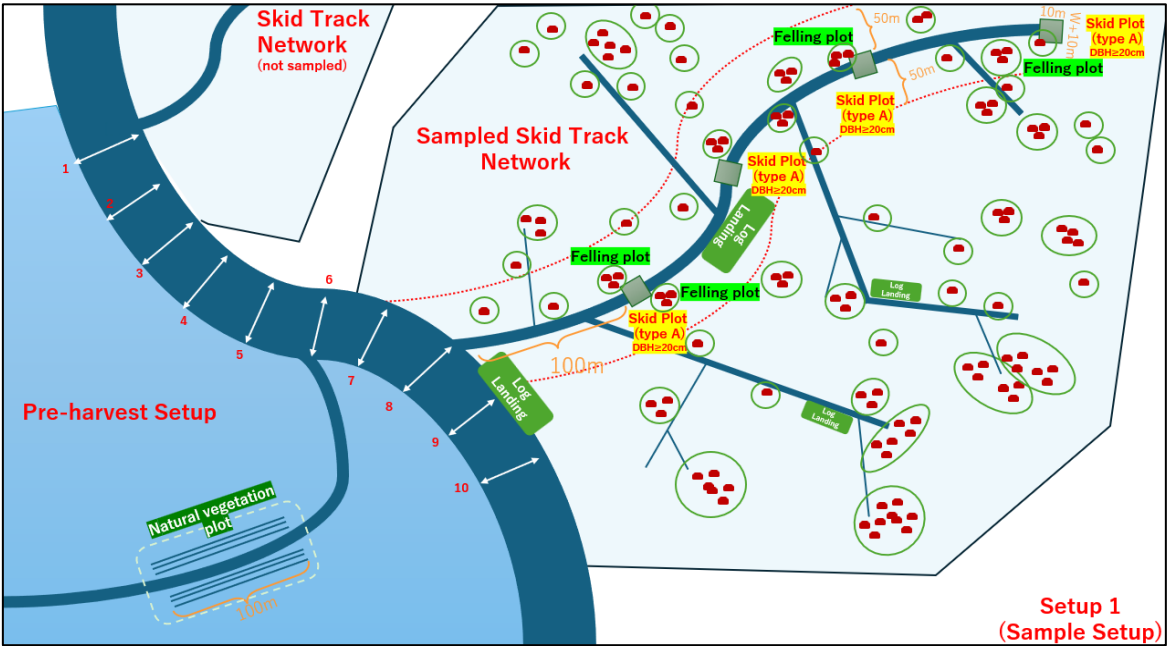 Skid Track
Network
(not sampled)
10m
W+10m
50m
Skid Plot
(type A)
DBH≥20cm
Felling plot
Felling plot
50m
Skid Plot
(type A)
DBH≥20cm
Sampled Skid Track
Network
1
Skid Plot
(type A)
DBH≥20cm
2
Log
Landing
3
Felling plot
6
Log
Landing
Felling plot
4
Skid Plot
(type A)
DBH≥20cm
5
100m
7
Log
Landing
8
Pre-harvest Setup
Log
Landing
9
10
Natural vegetation
plot
100m
Setup 1
(Sample Setup)